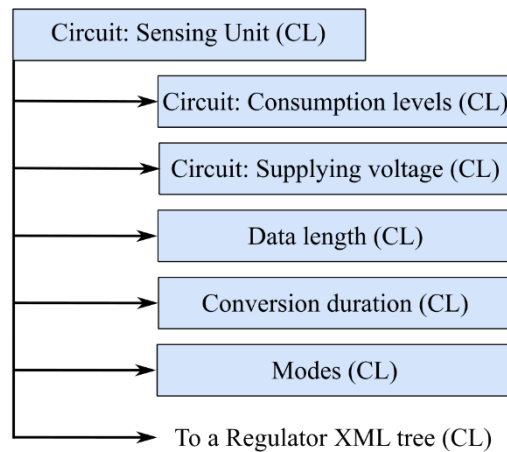 Circuit: Sensing Unit (CL)
Circuit: Consumption levels (CL)
Circuit: Supplying voltage (CL)
Data length (CL)
Conversion duration (CL)
Modes (CL)
To a Regulator XML tree (CL)